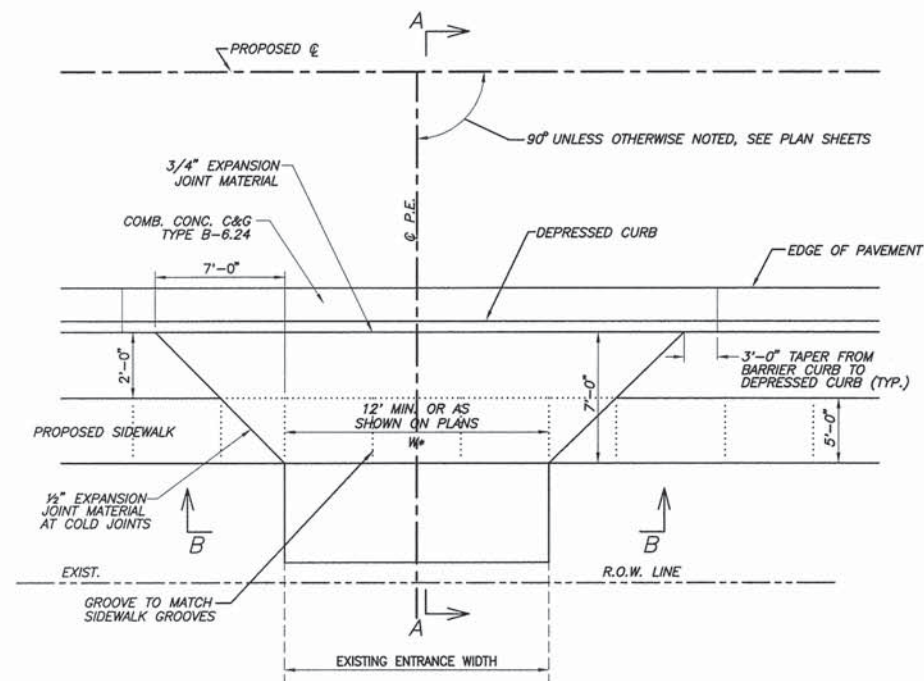 A
PROPOSED ℄
90° UNLESS OTHERWISE NOTED, SEE PLAN SHEETS
3/4" EXPANSION
JOINT MATERIAL
℄ P.E.
COMB. CONC. C&G
TYPE B-6.24
DEPRESSED CURB
EDGE OF PAVEMENT
7'-0"
2'-0"
7'-0"
3'-0" TAPER FROM
BARRIER CURB TO
DEPRESSED CURB (TYP.)
12' MIN. OR AS
SHOWN ON PLANS
W*
PROPOSED SIDEWALK
5'-0"
1/2" EXPANSION
JOINT MATERIAL
AT COLD JOINTS
B
B
EXIST.
R.O.W. LINE
GROOVE TO MATCH
SIDEWALK GROOVES
A
EXISTING ENTRANCE WIDTH